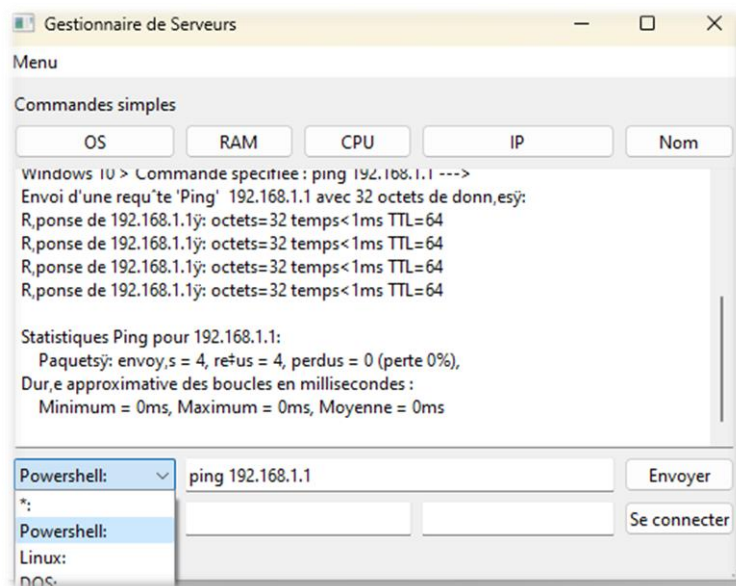 Gestionnaire de Serveurs
Menu
Commandes simples
OS RAM CPU IP Nom
Windows 10 > Commande spécifiée : ping 192.168.1.1 --->
Envoi d'une requˆte 'Ping'  192.168.1.1 avec 32 octets de donn‚esÿ:
R‚ponse de 192.168.1.1ÿ: octets=32 temps<1ms TTL=64
R‚ponse de 192.168.1.1ÿ: octets=32 temps<1ms TTL=64
R‚ponse de 192.168.1.1ÿ: octets=32 temps<1ms TTL=64
R‚ponse de 192.168.1.1ÿ: octets=32 temps<1ms TTL=64
Statistiques Ping pour 192.168.1.1:
Paquetsÿ: envoy‚s = 4, re‡us = 4, perdus = 0 (perte 0%),
Dur‚e approximative des boucles en millisecondes :
Minimum = 0ms, Maximum = 0ms, Moyenne = 0ms
Powershell: ping 192.168.1.1 Envoyer
*:
Powershell: Se connecter
Linux:
DOS: